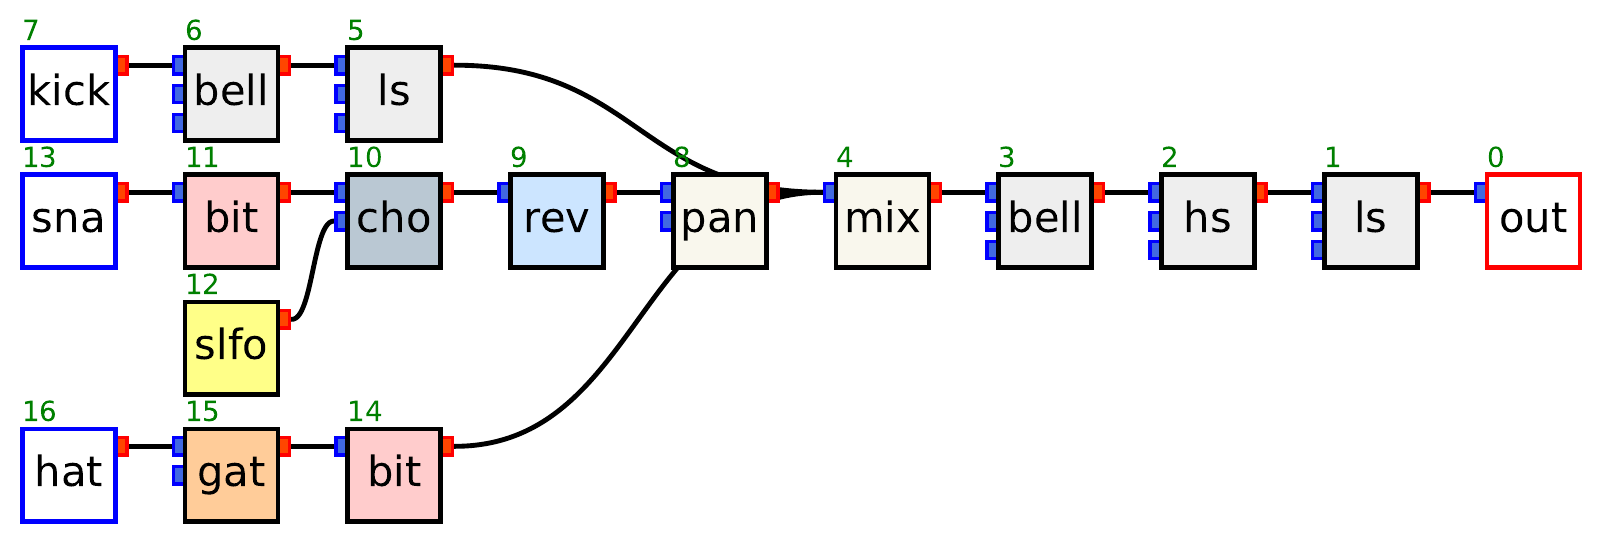 7 6 5
kick bell ls
13 11 10 9 8 4 3 2 1 0
sna bit cho rev pan mix bell hs ls out
12
slfo
16 15 14
hat gat bit